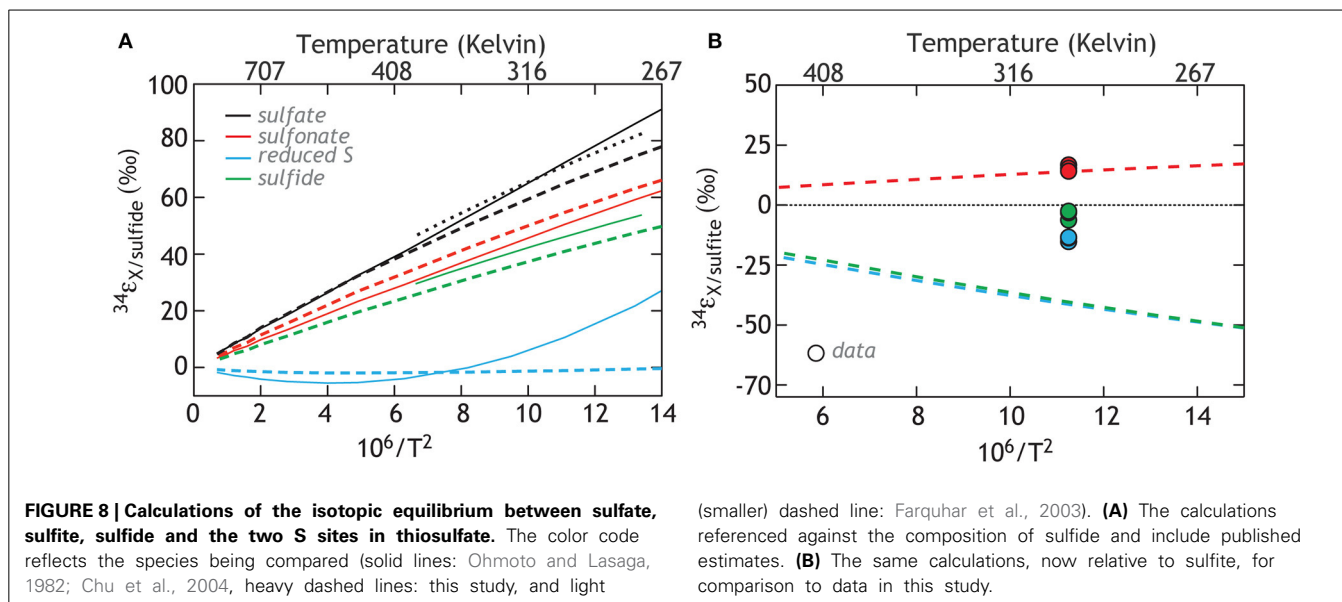 A
Temperature (Kelvin)
707 408 316 267
100
80
60
40
20
0
sulfate
sulfonate
reduced S
sulfide
³⁴ε X/sulfide (‰)
0 2 4 6 8 10 12 14
10⁶/T²
B
Temperature (Kelvin)
408 316 267
50
25
0
-25
-50
-75
³⁴ε X/sulfite (‰)
data
6 8 10 12 14
10⁶/T²
FIGURE 8 | Calculations of the isotopic equilibrium between sulfate,
sulfite, sulfide and the two S sites in thiosulfate. The color code
reflects the species being compared (solid lines: Ohmoto and Lasaga,
1982; Chu et al., 2004, heavy dashed lines: this study, and light
(smaller) dashed line: Farquhar et al., 2003). (A) The calculations
referenced against the composition of sulfide and include published
estimates. (B) The same calculations, now relative to sulfite, for
comparison to data in this study.